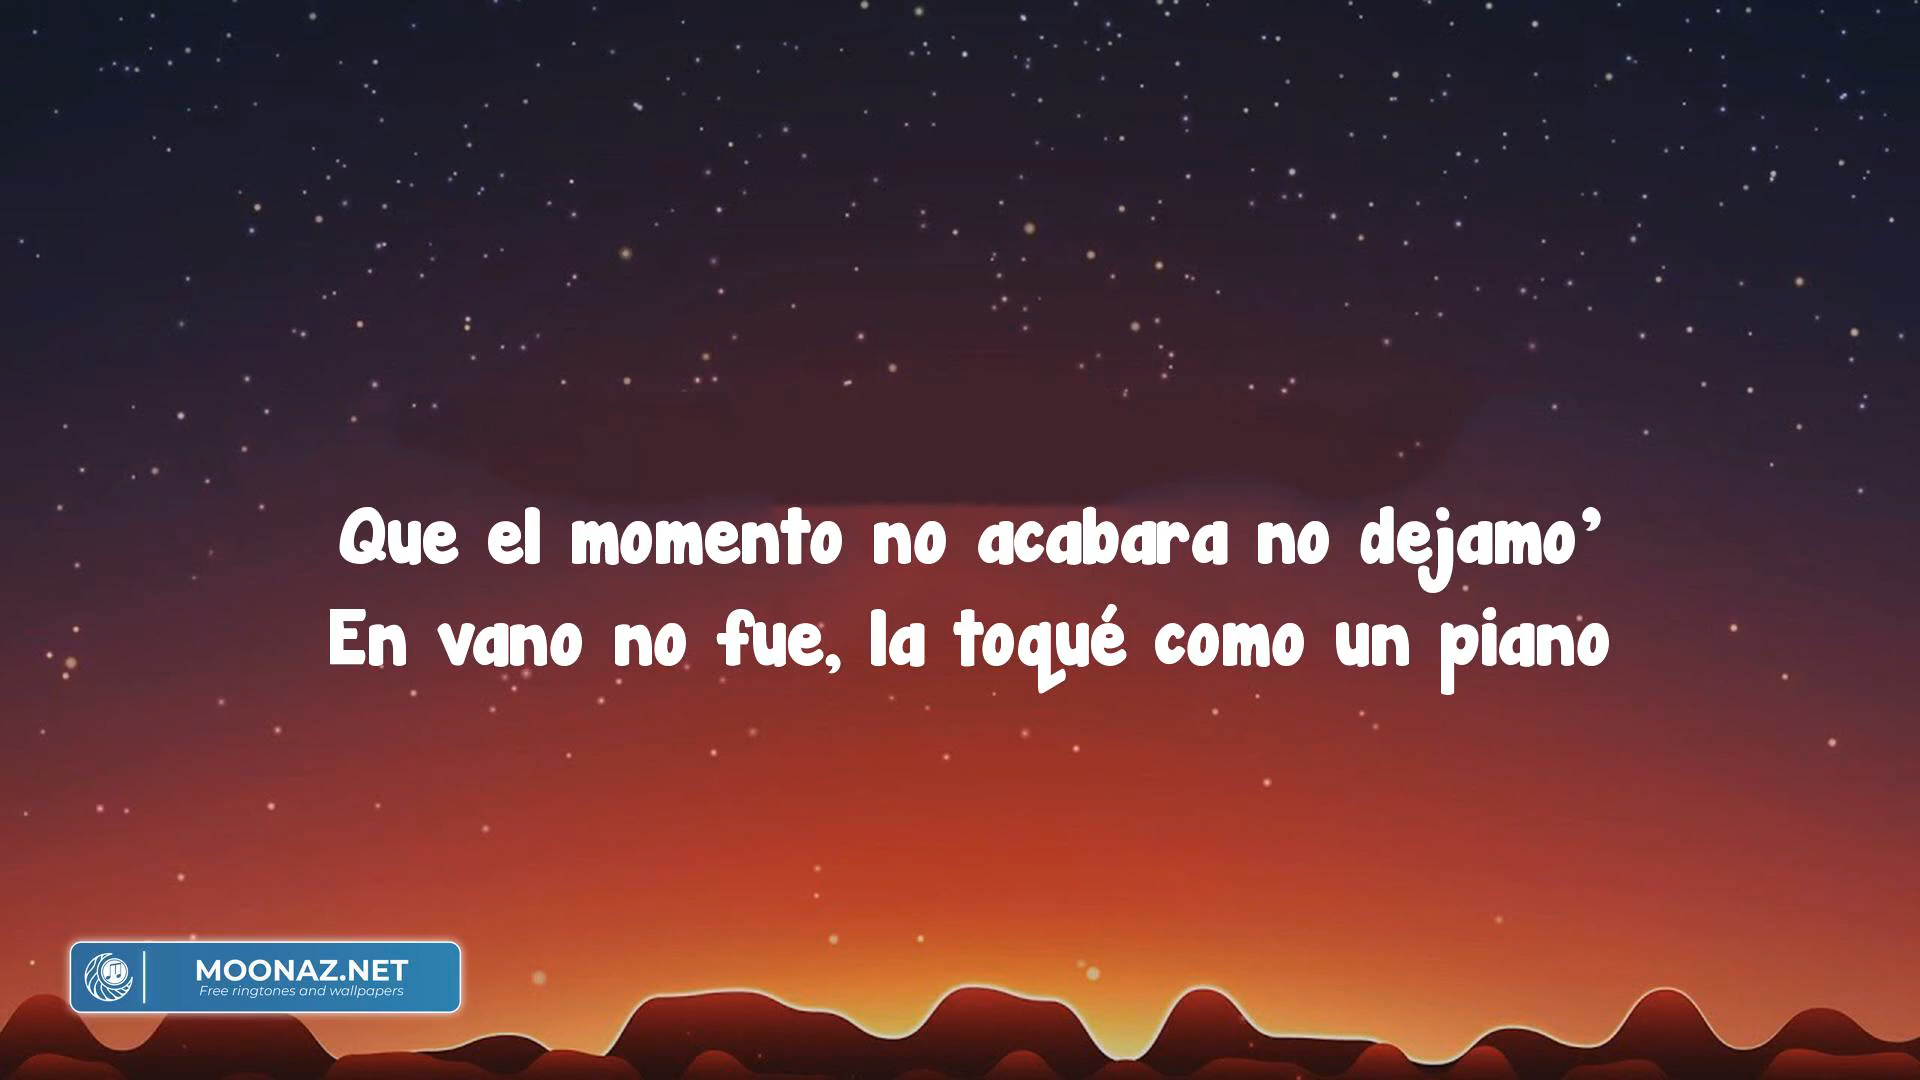 Que el momento no acabara no dejamo’
En vano no fue, la toqué como un piano
MOONAZ.NET
Free ringtones and wallpapers